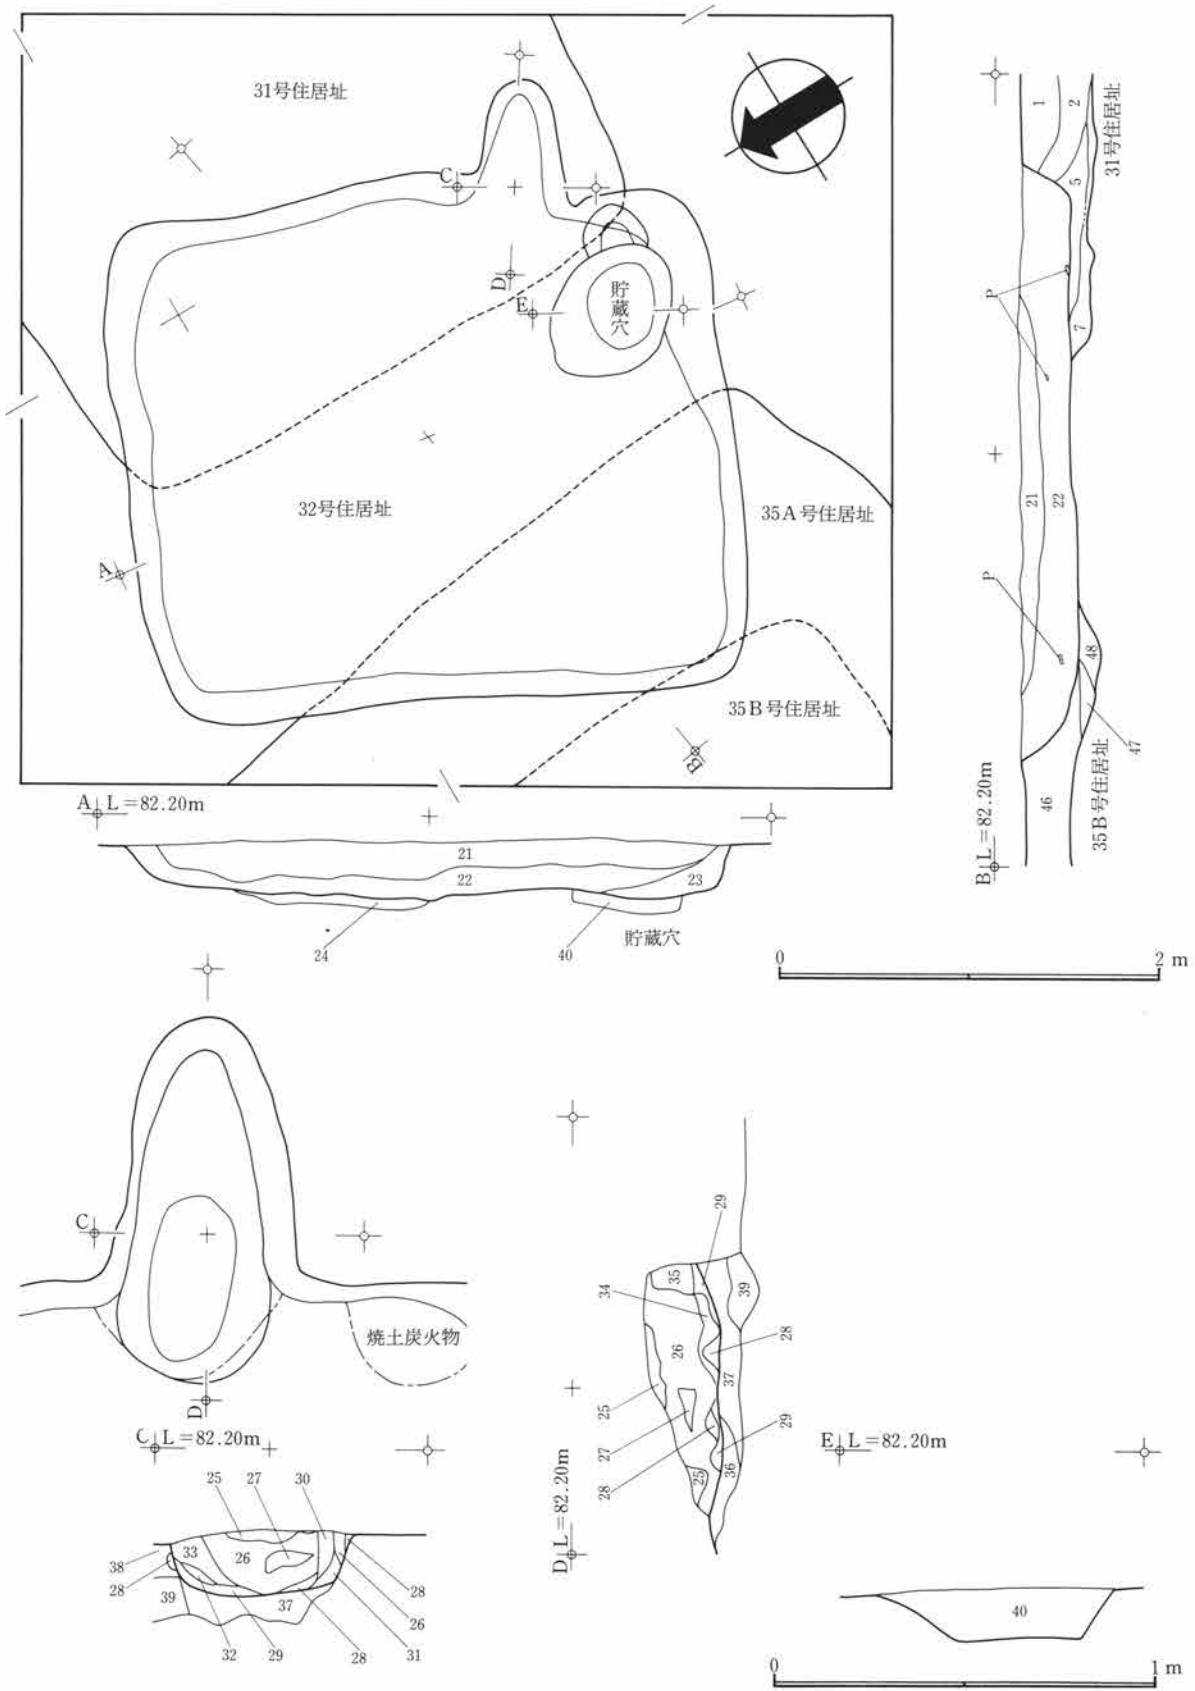 31号住居址
C
D
E
貯蔵穴
32号住居址
35A号住居址
A
35B号住居址
B
1
2
31号住居址
5
P
7
21
22
P
48
47
46
35B号住居址
B L=82.20m
A L=82.20m
21
22
23
24
40
貯蔵穴
0 2 m
C
焼土炭火物
D
C L=82.20m
25 27 30
33
26
38
28
39
37
28
26
32 29 28 31
29
35
34
39
26
28
37
25
27
29
28
25
36
D L=82.20m
E L=82.20m
40
0 1 m